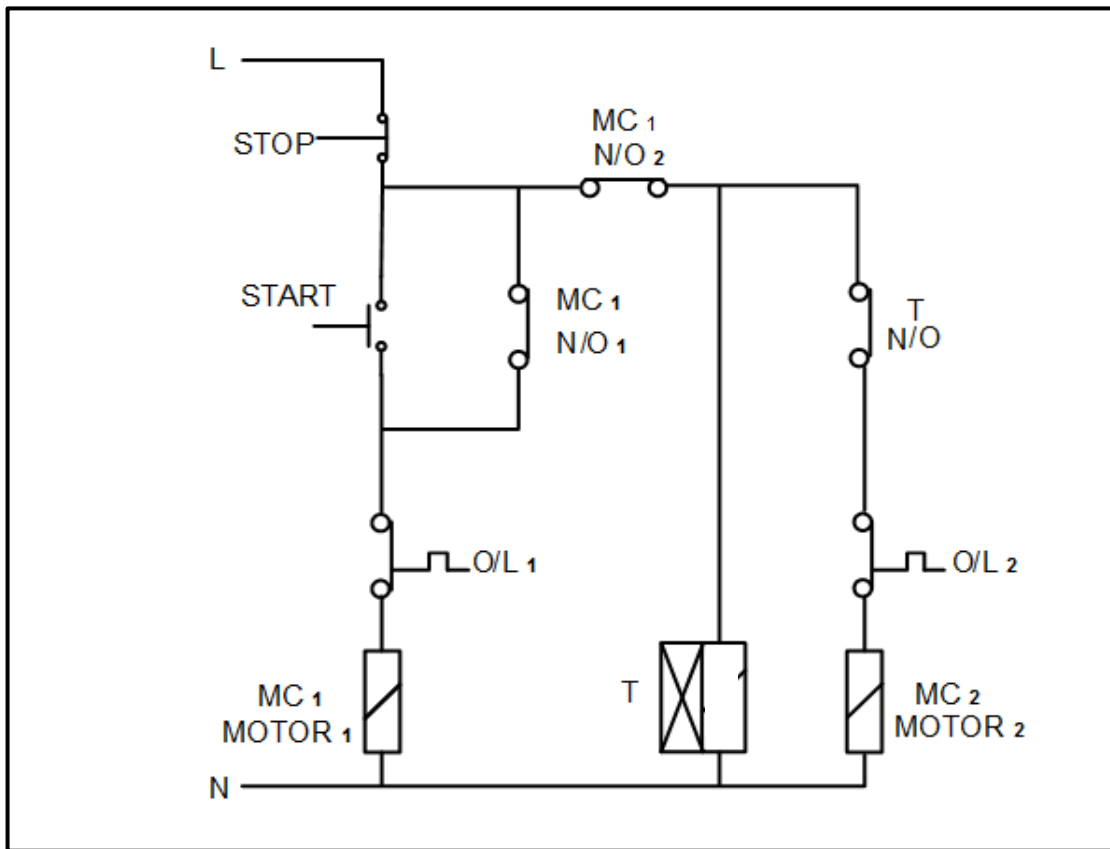 L
STOP
MC 1
N/O 2
START
MC 1
N/O 1
T
N/O
O/L 1
O/L 2
MC 1
MOTOR 1
T
MC 2
MOTOR 2
N